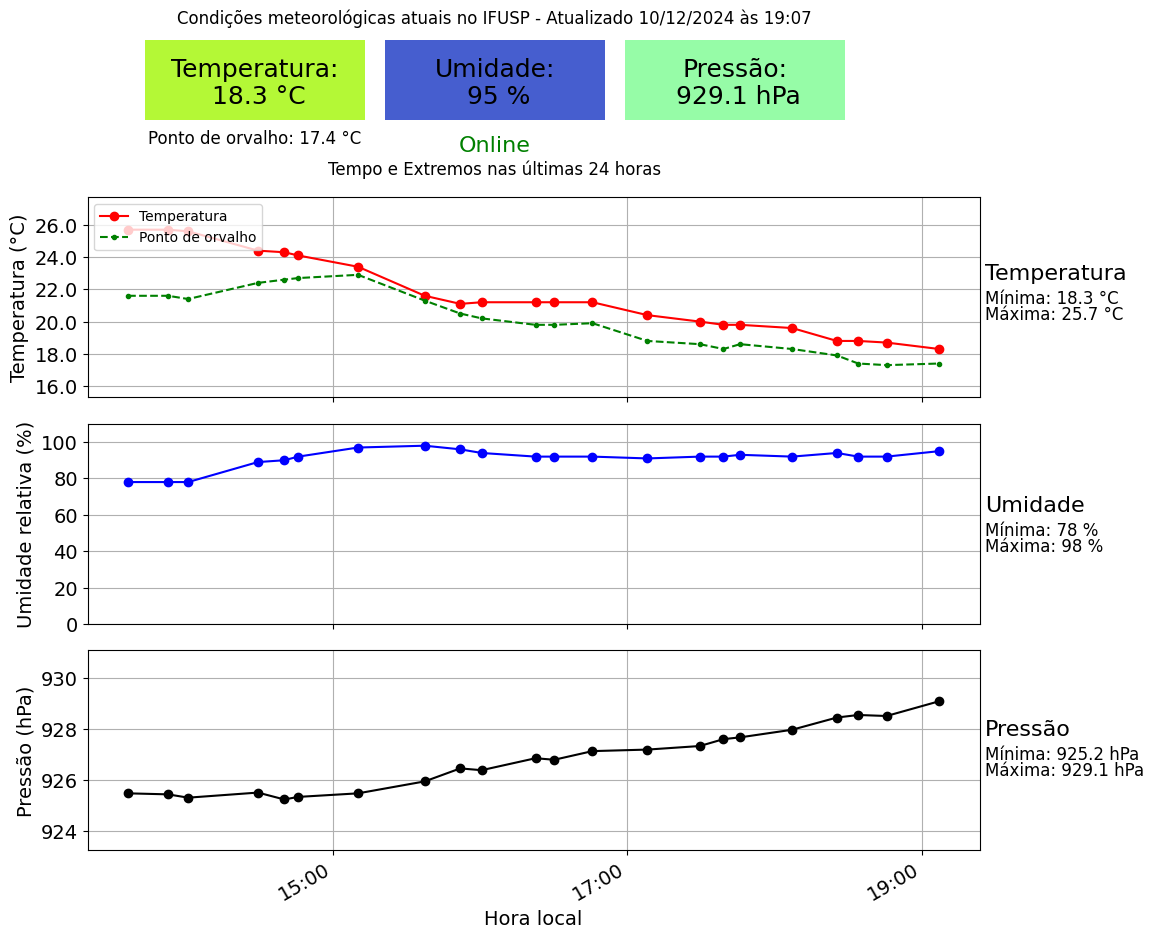 Condições meteorológicas atuais no IFUSP - Atualizado 10/12/2024 às 19:07
Temperatura:
18.3 °C
Umidade:
95 %
Pressão:
929.1 hPa
Ponto de orvalho: 17.4 °C
Online
Tempo e Extremos nas últimas 24 horas
Temperatura (°C)
26.0
24.0
22.0
20.0
18.0
16.0
Temperatura
Ponto de orvalho
Temperatura
Mínima: 18.3 °C
Máxima: 25.7 °C
Umidade relativa (%)
100
80
60
40
20
0
Umidade
Mínima: 78 %
Máxima: 98 %
Pressão (hPa)
930
928
926
924
Pressão
Mínima: 925.2 hPa
Máxima: 929.1 hPa
15:00
17:00
19:00
Hora local